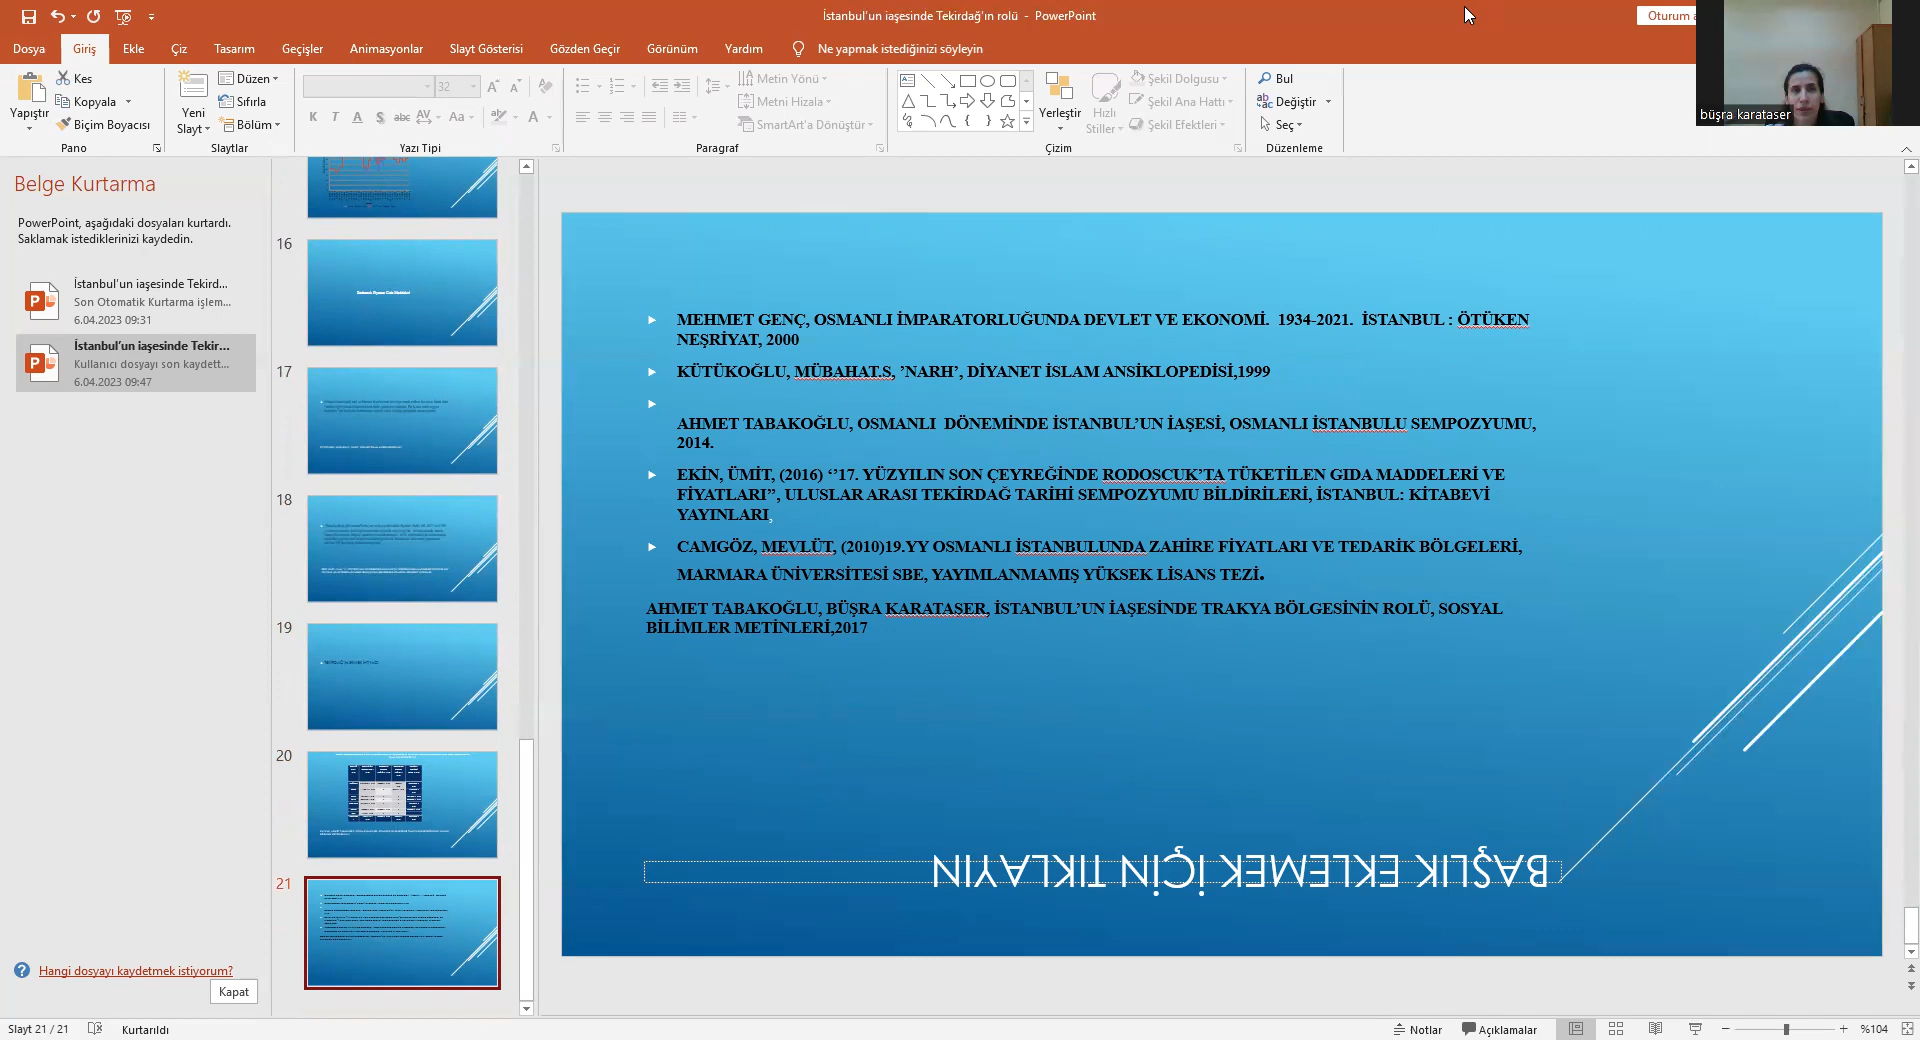 İstanbul'un iaşesinde Tekirdağ'ın rolü - PowerPoint
Oturum a
Dosya Giriş Ekle Çiz Tasarım Geçişler Animasyonlar Slayt Gösterisi Gözden Geçir Görünüm Yardım Ne yapmak istediğinizi söyleyin
büşra karataser
Yapıştır
Kes
Kopyala
Biçim Boyacısı
Pano
Yeni Slayt
Düzen
Sıfırla
Bölüm
Slaytlar
32
K T A S abc AV Aa A
Yazı Tipi
Metin Yönü
Metni Hizala
SmartArt'a Dönüştür
Paragraf
Yerleştir
Hızlı Stiller
Şekil Dolgusu
Şekil Ana Hattı
Şekil Efektleri
Çizim
Bul
Değiştir
Seç
Düzenleme
Belge Kurtarma
PowerPoint, aşağıdaki dosyaları kurtardı.
Saklamak istediklerinizi kaydedin.
İstanbul'un iaşesinde Tekird...
Son Otomatik Kurtarma işlem...
6.04.2023 09:31
İstanbul'un iaşesinde Tekir...
Kullanıcı dosyayı son kaydett...
6.04.2023 09:47
Hangi dosyayı kaydetmek istiyorum?
Kapat
16
17
18
19
20
21
MEHMET GENÇ, OSMANLI İMPARATORLUĞUNDA DEVLET VE EKONOMİ. 1934-2021. İSTANBUL : ÖTÜKEN
NEŞRİYAT, 2000
KÜTÜKOĞLU, MÜBAHAT.S, ’NARH’, DİYANET İSLAM ANSİKLOPEDİSİ,1999
AHMET TABAKOĞLU, OSMANLI DÖNEMİNDE İSTANBUL’UN İAŞESİ, OSMANLI İSTANBULU SEMPOZYUMU,
2014.
EKİN, ÜMİT, (2016) ‘’17. YÜZYILIN SON ÇEYREĞİNDE RODOSCUK’TA TÜKETİLEN GIDA MADDELERİ VE
FİYATLARI”, ULUSLAR ARASI TEKİRDAĞ TARİHİ SEMPOZYUMU BİLDİRİLERİ, İSTANBUL: KİTABEVİ
YAYINLARI,
CAMGÖZ, MEVLÜT, (2010)19.YY OSMANLI İSTANBULUNDA ZAHİRE FİYATLARI VE TEDARİK BÖLGELERİ,
MARMARA ÜNİVERSİTESİ SBE, YAYIMLANMAMIŞ YÜKSEK LİSANS TEZİ.
AHMET TABAKOĞLU, BÜŞRA KARATAŞER, İSTANBUL’UN İAŞESİNDE TRAKYA BÖLGESİNİN ROLÜ, SOSYAL
BİLİMLER METİNLERİ,2017
BAŞLIK EKLEMEK İÇİN TIKLAYIN
Slayt 21 / 21
Kurtarıldı
Notlar
Açıklamalar
%104